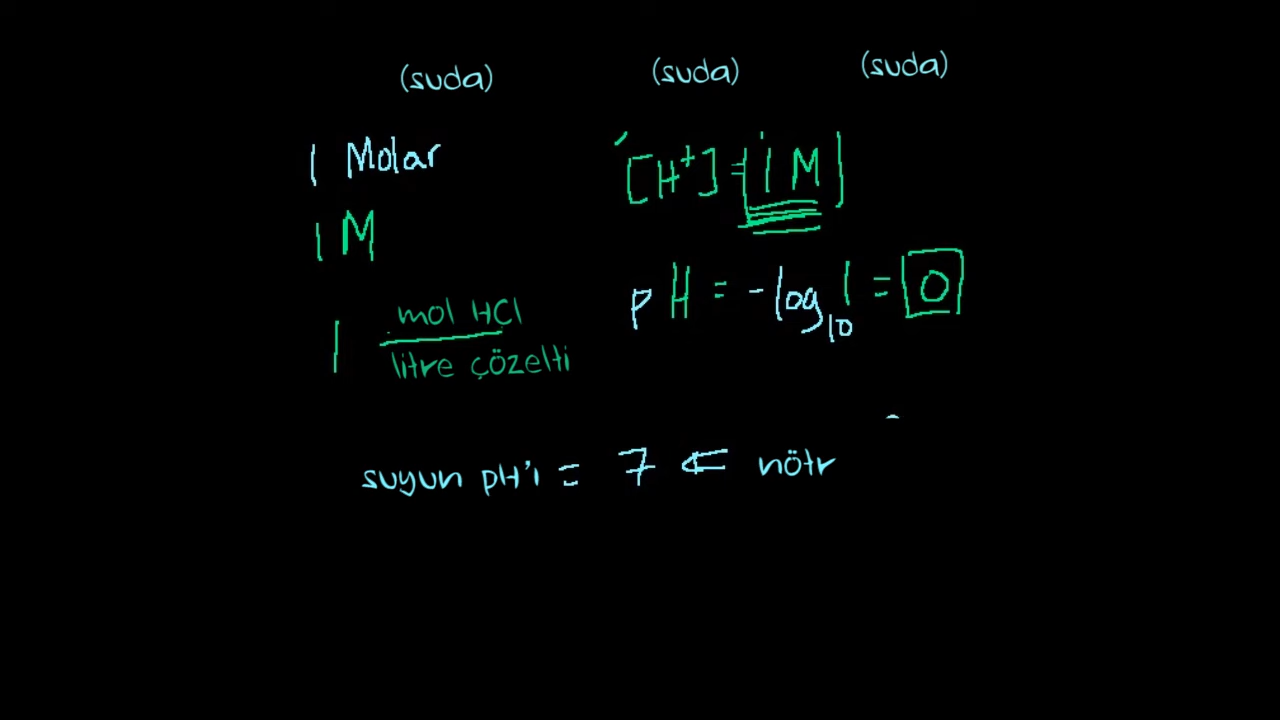 (suda) (suda) (suda)
1 Molar
1 M
1 mol HCl
litre çözelti
[H+] = [1 M]
pH = -log10 1 = 0
suyun pH'ı = 7 ← nötr